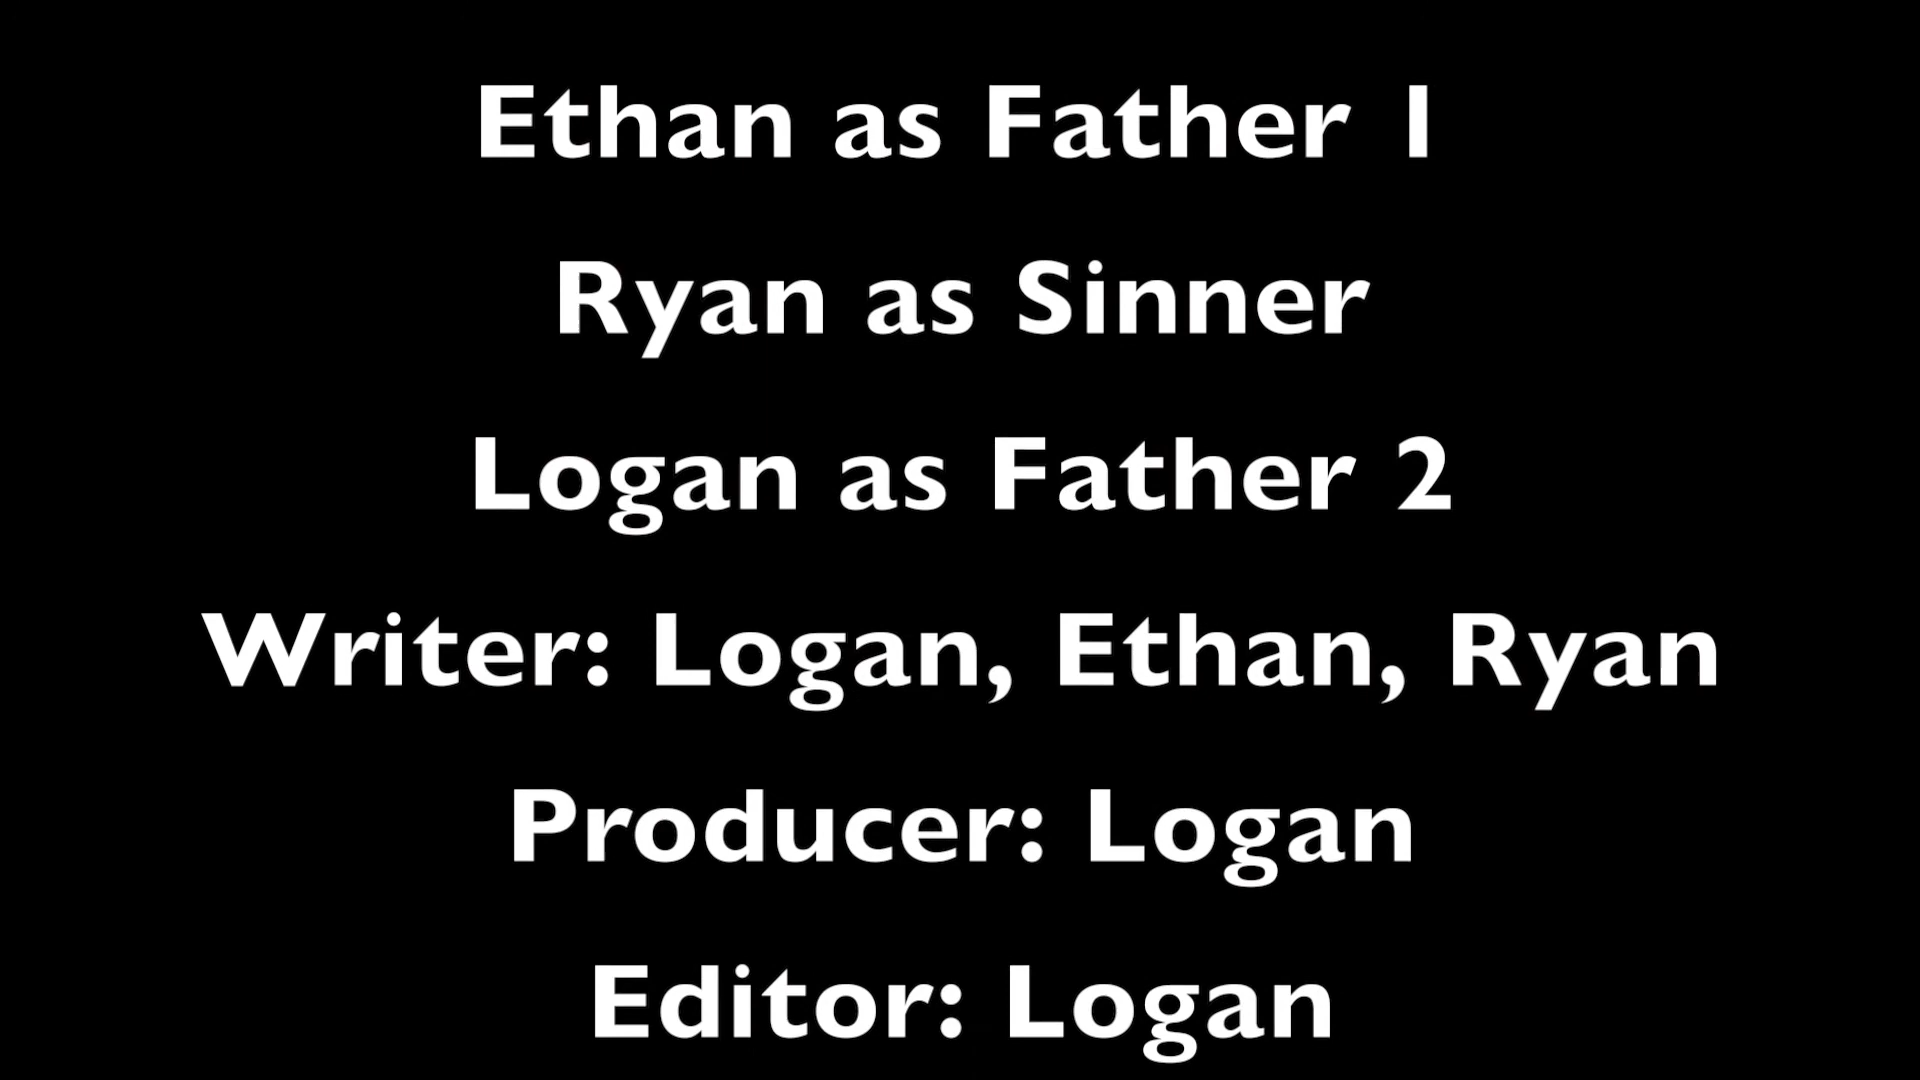 Ethan as Father 1
Ryan as Sinner
Logan as Father 2
Writer: Logan, Ethan, Ryan
Producer: Logan
Editor: Logan